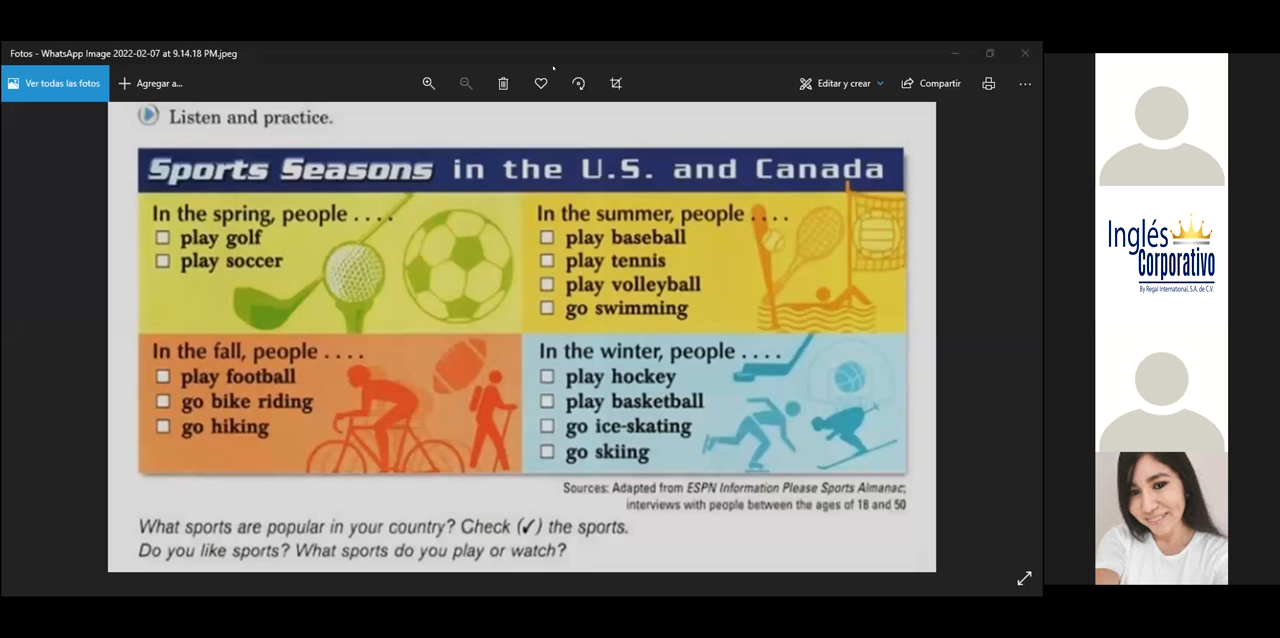 Fotos - WhatsApp Image 2022-02-07 at 9.14.18 PM.jpeg
Ver todas las fotos
Agregar a...
Editar y crear
Compartir
Listen and practice.
Sports Seasons in the U.S. and Canada
In the spring, people . . . .
play golf
play soccer
In the summer, people . . . .
play baseball
play tennis
play volleyball
go swimming
In the fall, people . . . .
play football
go bike riding
go hiking
In the winter, people . . . .
play hockey
play basketball
go ice-skating
go skiing
Sources: Adapted from ESPN Information Please Sports Almanac;
interviews with people between the ages of 18 and 50
What sports are popular in your country? Check (✓) the sports.
Do you like sports? What sports do you play or watch?
Inglés
Corporativo
By Regal International, S.A. de C.V.